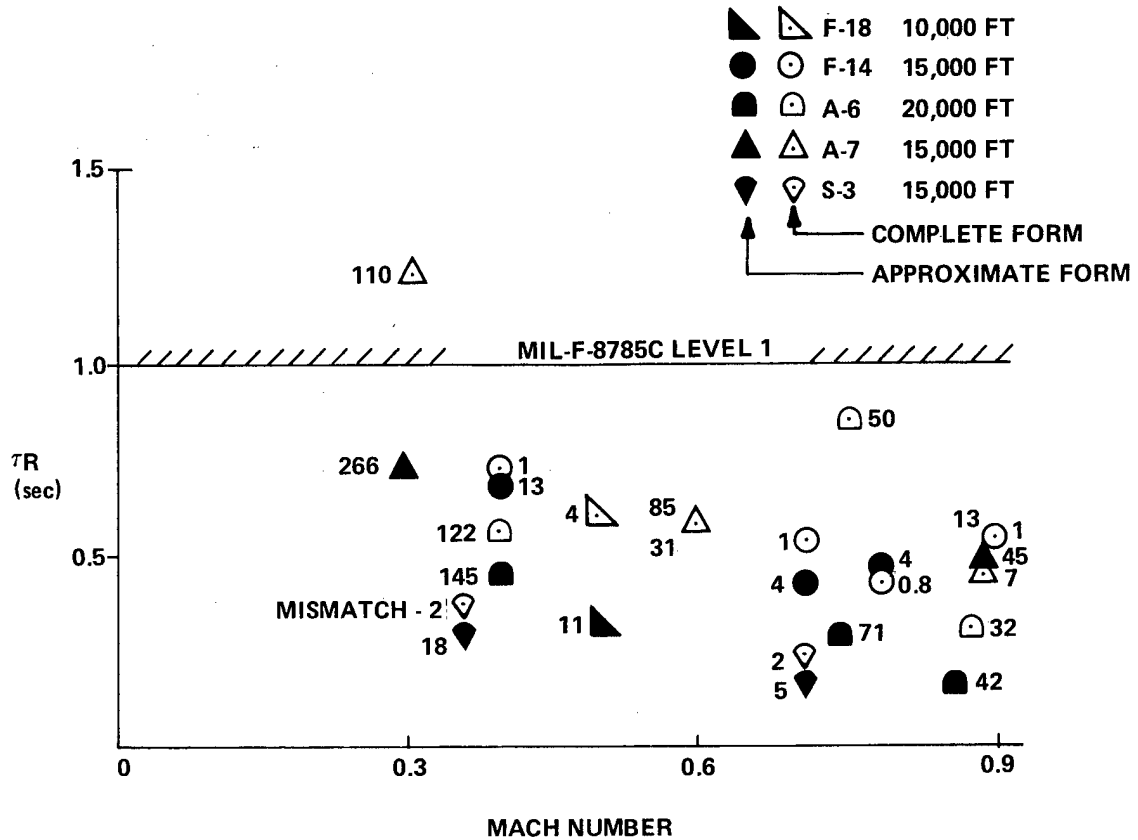 F-18 10,000 FT
F-14 15,000 FT
A-6 20,000 FT
A-7 15,000 FT
S-3 15,000 FT
COMPLETE FORM
APPROXIMATE FORM
1.5
110
MIL-F-8785C LEVEL 1
1.0
50
τR
(sec)
266
1
13
4
85
31
122
145
MISMATCH - 2
18
11
1
4
4
0.8
13
1
45
7
71
32
2
5
42
0.5
0
0.3
0.6
0.9
MACH NUMBER